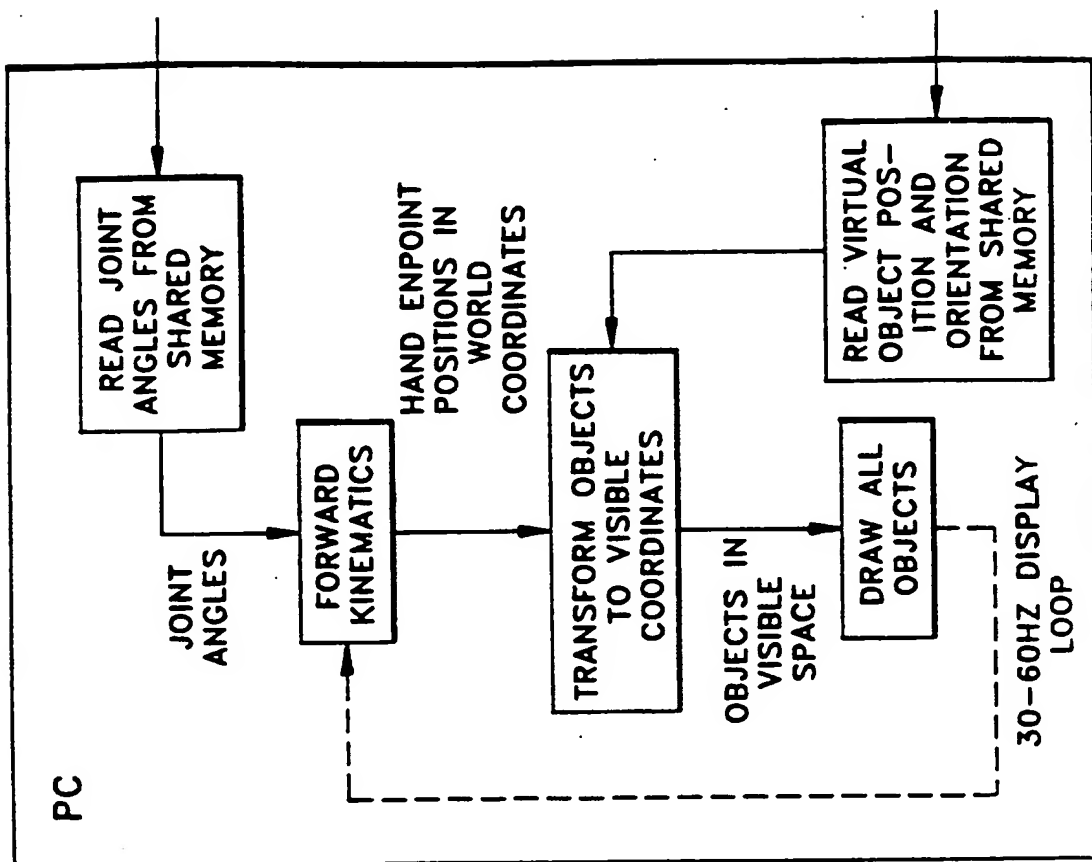 PC
READ JOINT
ANGLES FROM
SHARED
MEMORY
JOINT
ANGLES
FORWARD
KINEMATICS
HAND ENPOINT
POSITIONS IN
WORLD
COORDINATES
TRANSFORM OBJECTS
TO VISIBLE
COORDINATES
OBJECTS IN
VISIBLE
SPACE
READ VIRTUAL
OBJECT POS-
ITION AND
ORIENTATION
FROM SHARED
MEMORY
DRAW ALL
OBJECTS
30-60HZ DISPLAY
LOOP